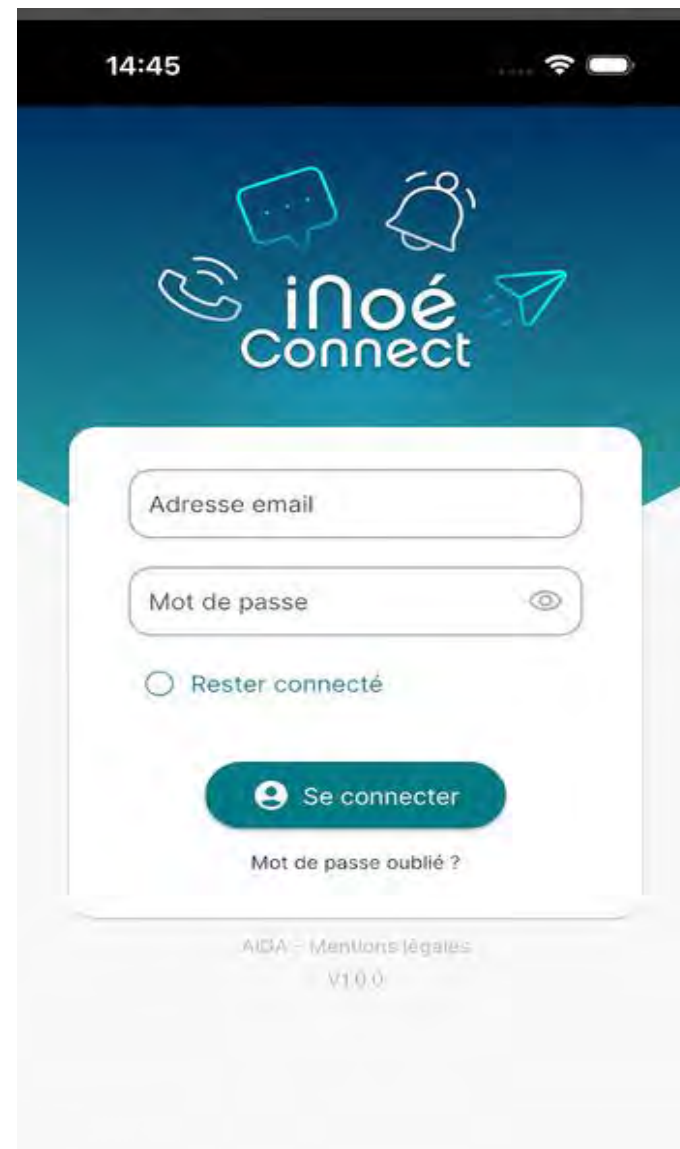 14:45
iNoé
Connect
Adresse email
Mot de passe
Rester connecté
Se connecter
Mot de passe oublié ?
AIDA - Mentions légales
V1.0.0